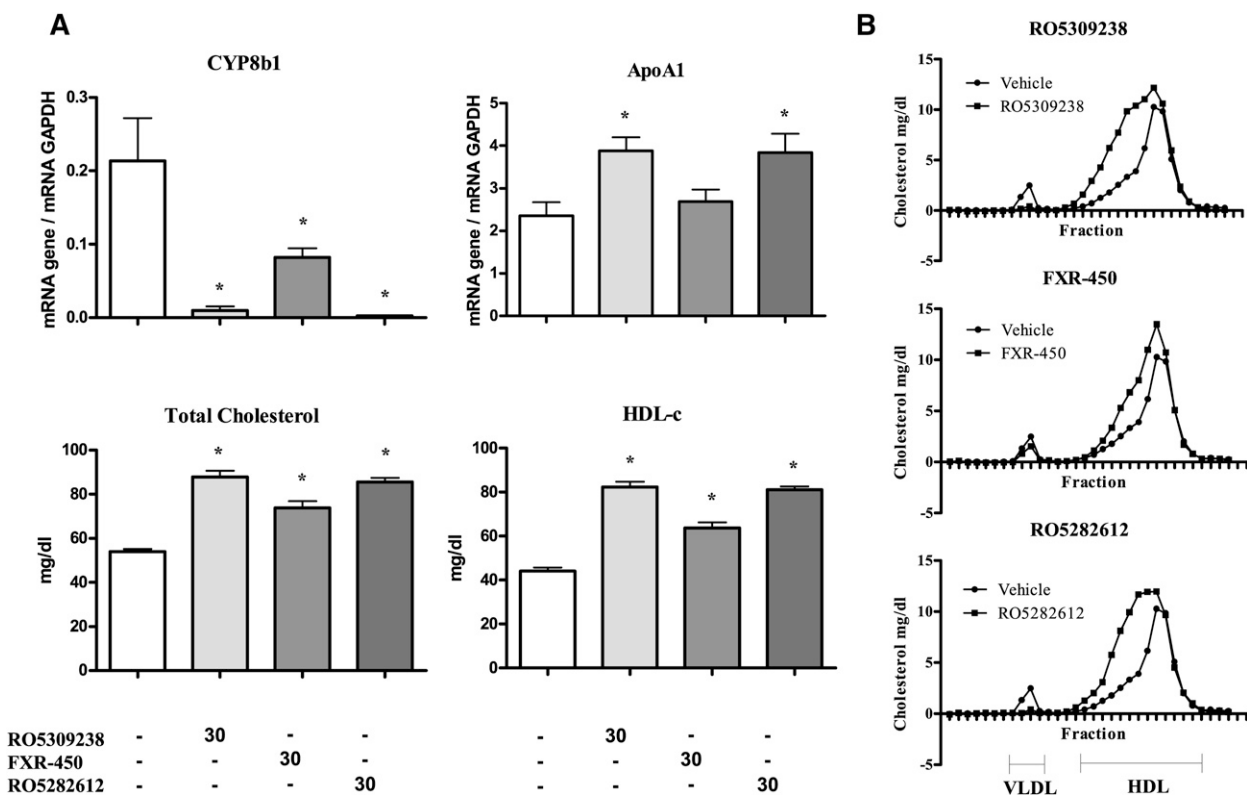 A
CYP8b1
mRNA gene / mRNA GAPDH
0.3
0.2
0.1
0.0
*
*
*
ApoA1
mRNA gene / mRNA GAPDH
5
4
3
2
1
0
*
*
Total Cholesterol
mg/dl
100
80
60
40
20
0
*
*
*
HDL-c
mg/dl
100
80
60
40
20
0
*
*
*
RO5309238 - 30 - - - 30 - -
FXR-450 - - 30 - - - 30 -
RO5282612 - - - 30 - - - 30
B
RO5309238
Cholesterol mg/dl
15
10
5
0
-5
Vehicle
RO5309238
Fraction
FXR-450
Cholesterol mg/dl
15
10
5
0
-5
Vehicle
FXR-450
Fraction
RO5282612
Cholesterol mg/dl
15
10
5
0
-5
Vehicle
RO5282612
Fraction
VLDL HDL